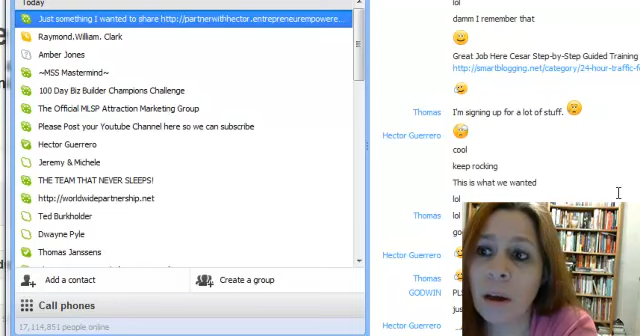 Today
Just something I wanted to share http://partnerwithhector.entrepreneurempowere...
Raymond.William. Clark
Amber Jones
~MSS Mastermind~
100 Day Biz Builder Champions Challenge
The Official MLSP Attraction Marketing Group
Please Post your Youtube Channel here so we can subscribe
Hector Guerrero
Jeremy & Michele
THE TEAM THAT NEVER SLEEPS!
http://worldwidepartnership.net
Ted Burkholder
Dwayne Pyle
Thomas Janssens
Add a contact
Create a group
Call phones
17,114,851 people online
lol
damm I remember that
Great Job Here Cesar Step-by-Step Guided Training
http://smartblogging.net/category/24-hour-traffic-f
Thomas I'm signing up for a lot of stuff.
Hector Guerrero
cool
keep rocking
This is what we wanted
lol
Thomas lol
Hector Guerrero
Thomas
GODWIN
Hector Guerrero